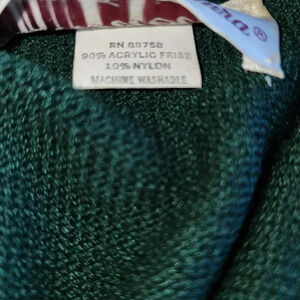 RN 88758
90% ACRYLIC FRISE
10% NYLON
MACHINE WASHABLE